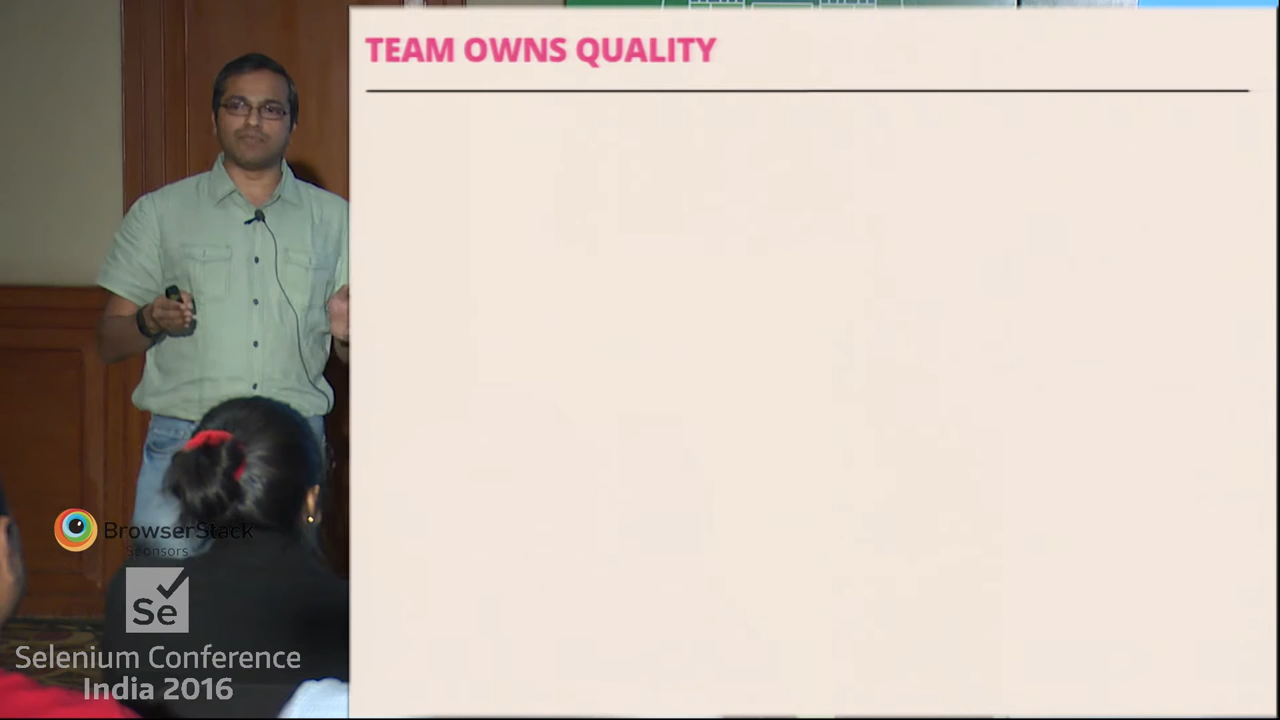 TEAM OWNS QUALITY
BrowserStack
Sponsors
Se
Selenium Conference
India 2016